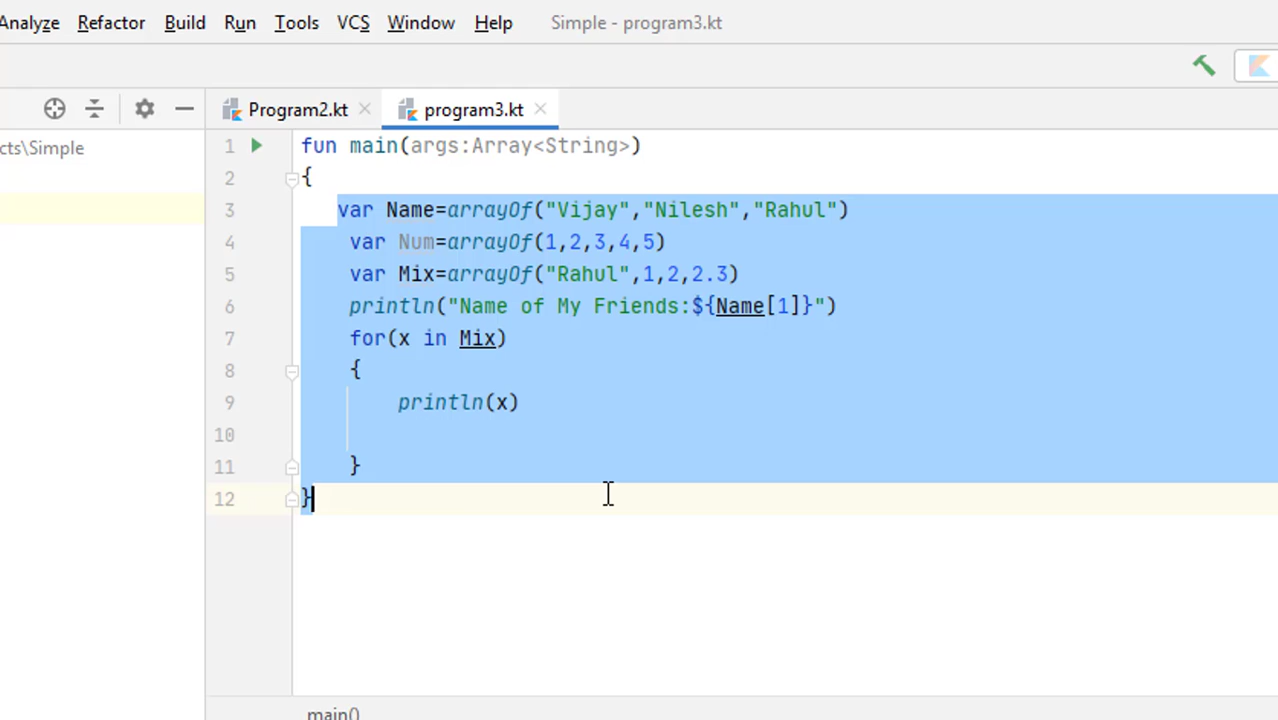 Analyze Refactor Build Run Tools VCS Window Help Simple - program3.kt
Program2.kt program3.kt
cts\Simple
1 fun main(args:Array<String>)
2 {
3 var Name=arrayOf("Vijay","Nilesh","Rahul")
4 var Num=arrayOf(1,2,3,4,5)
5 var Mix=arrayOf("Rahul",1,2,2.3)
6 println("Name of My Friends:${Name[1]}")
7 for(x in Mix)
8 {
9 println(x)
10
11 }
12 }
main()